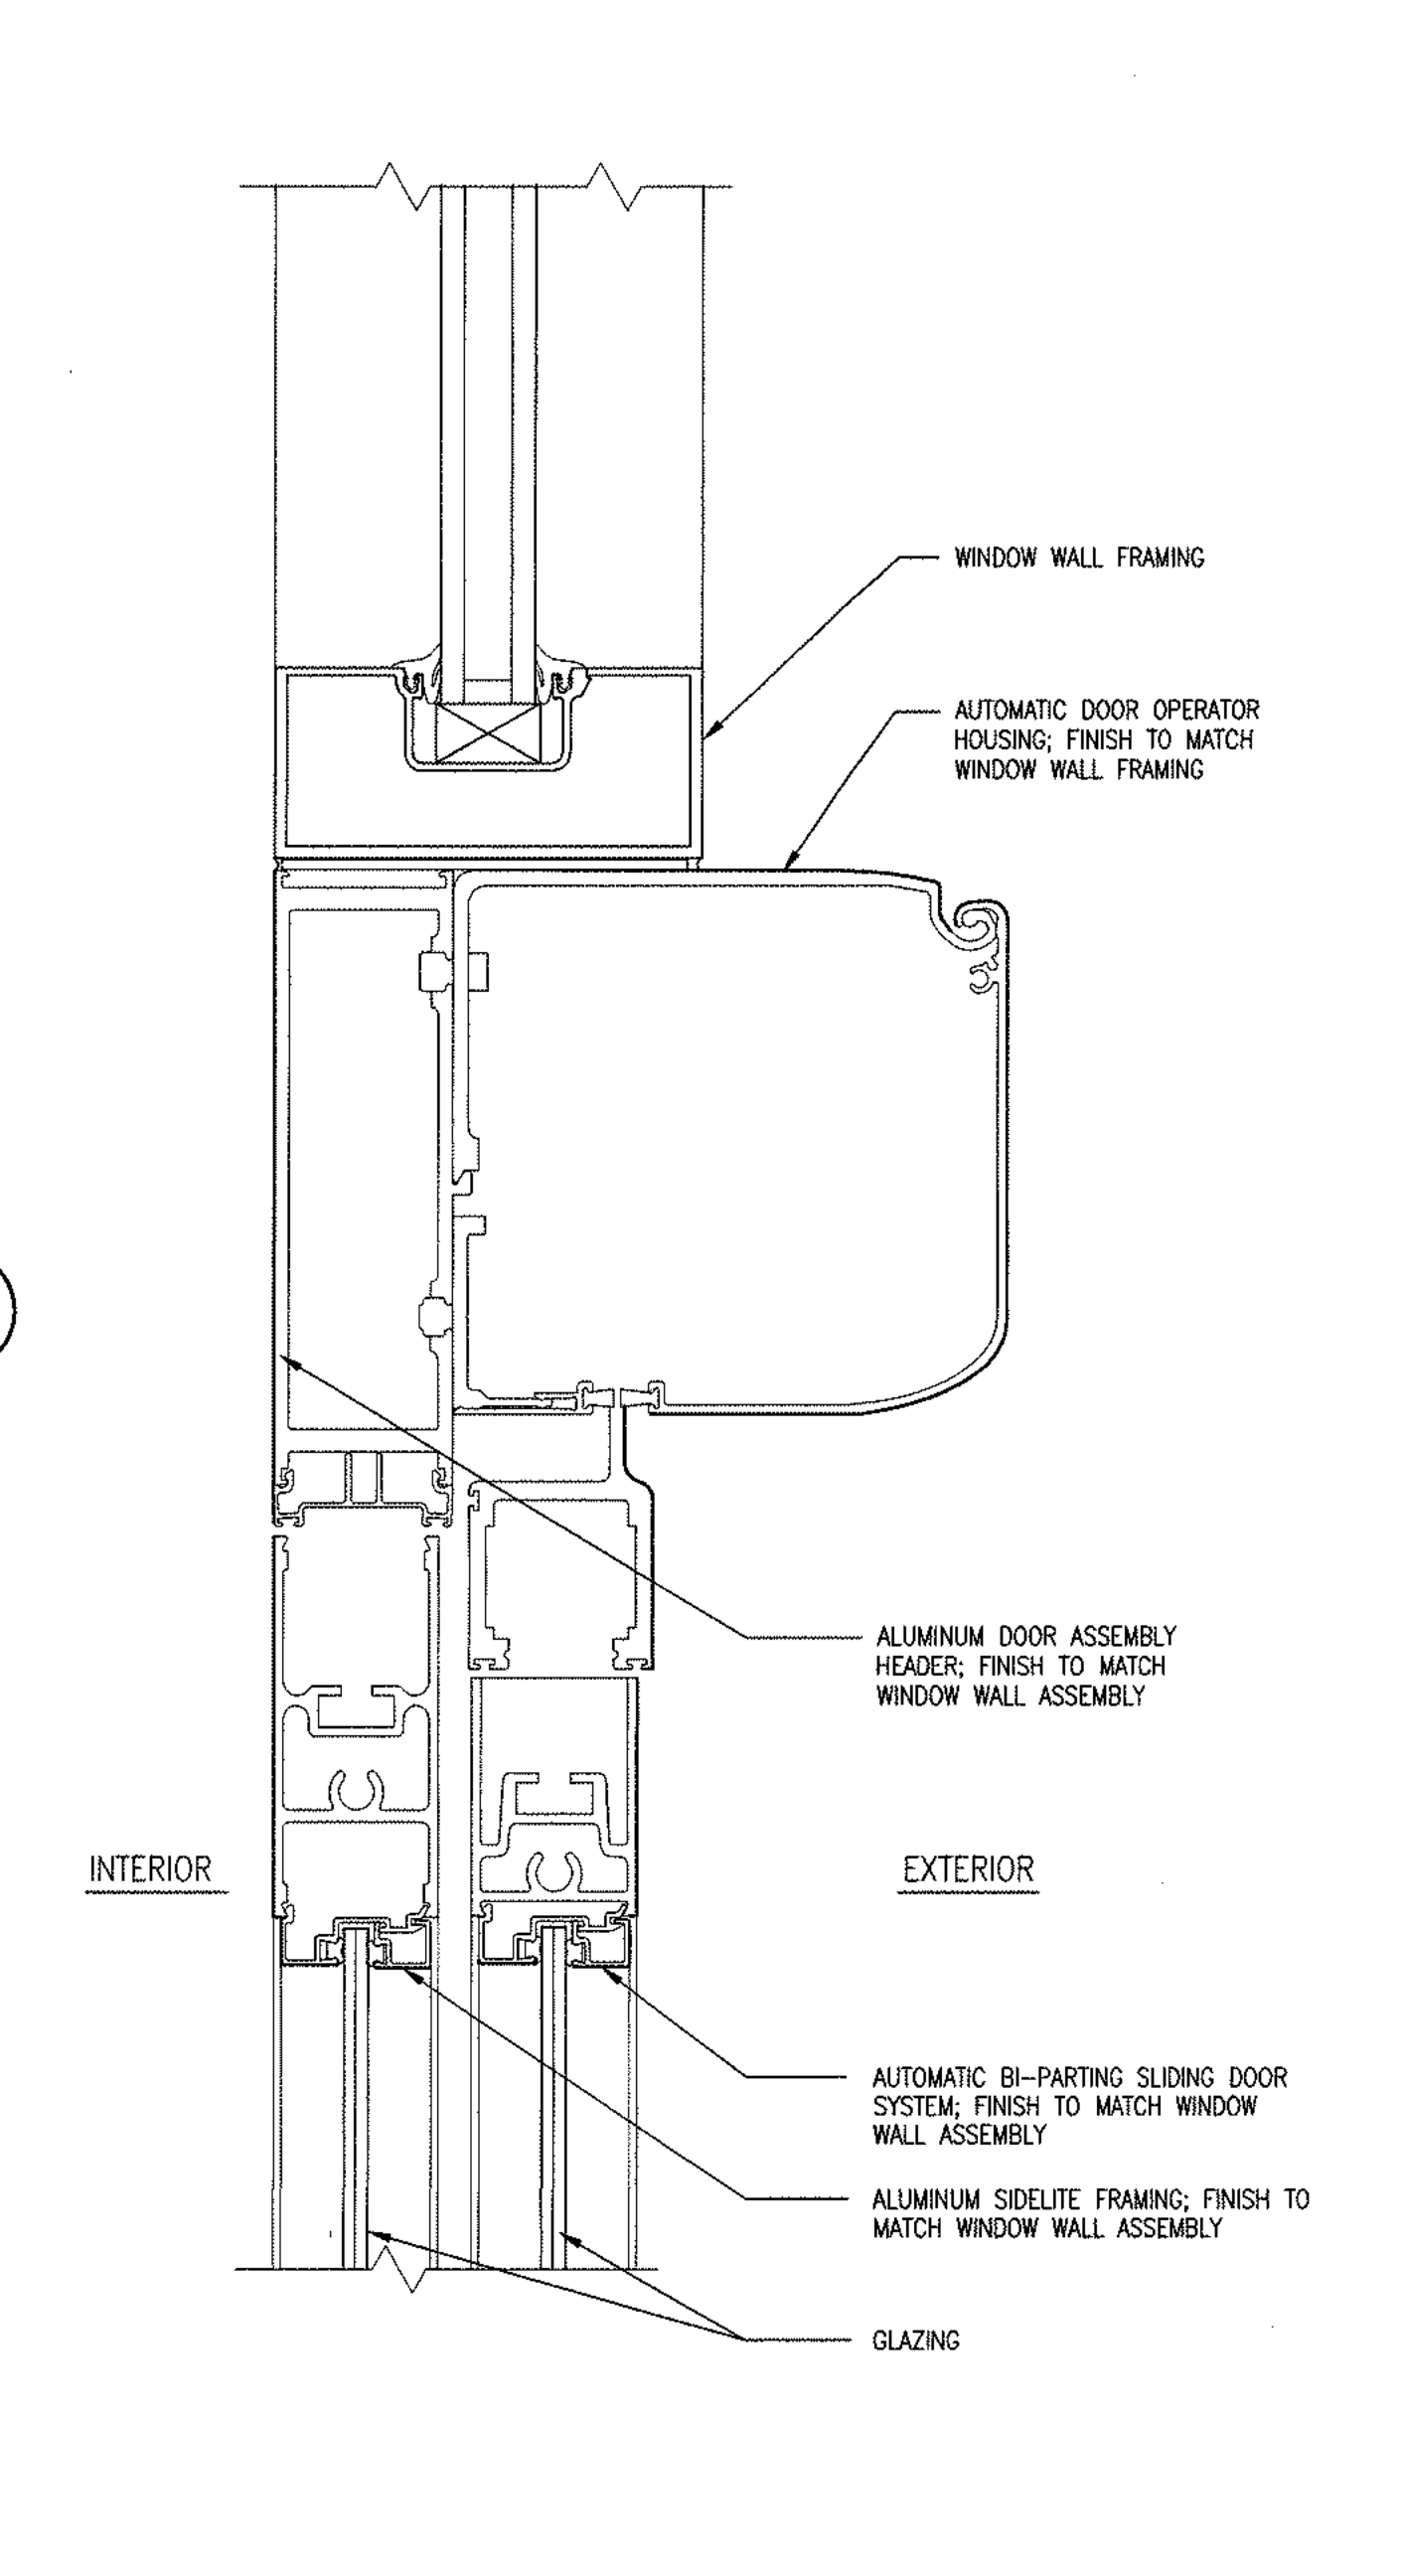 WINDOW WALL FRAMING
AUTOMATIC DOOR OPERATOR
HOUSING; FINISH TO MATCH
WINDOW WALL FRAMING
ALUMINUM DOOR ASSEMBLY
HEADER; FINISH TO MATCH
WINDOW WALL ASSEMBLY
INTERIOR
EXTERIOR
AUTOMATIC BI-PARTING SLIDING DOOR
SYSTEM; FINISH TO MATCH WINDOW
WALL ASSEMBLY
ALUMINUM SIDELITE FRAMING; FINISH TO
MATCH WINDOW WALL ASSEMBLY
GLAZING